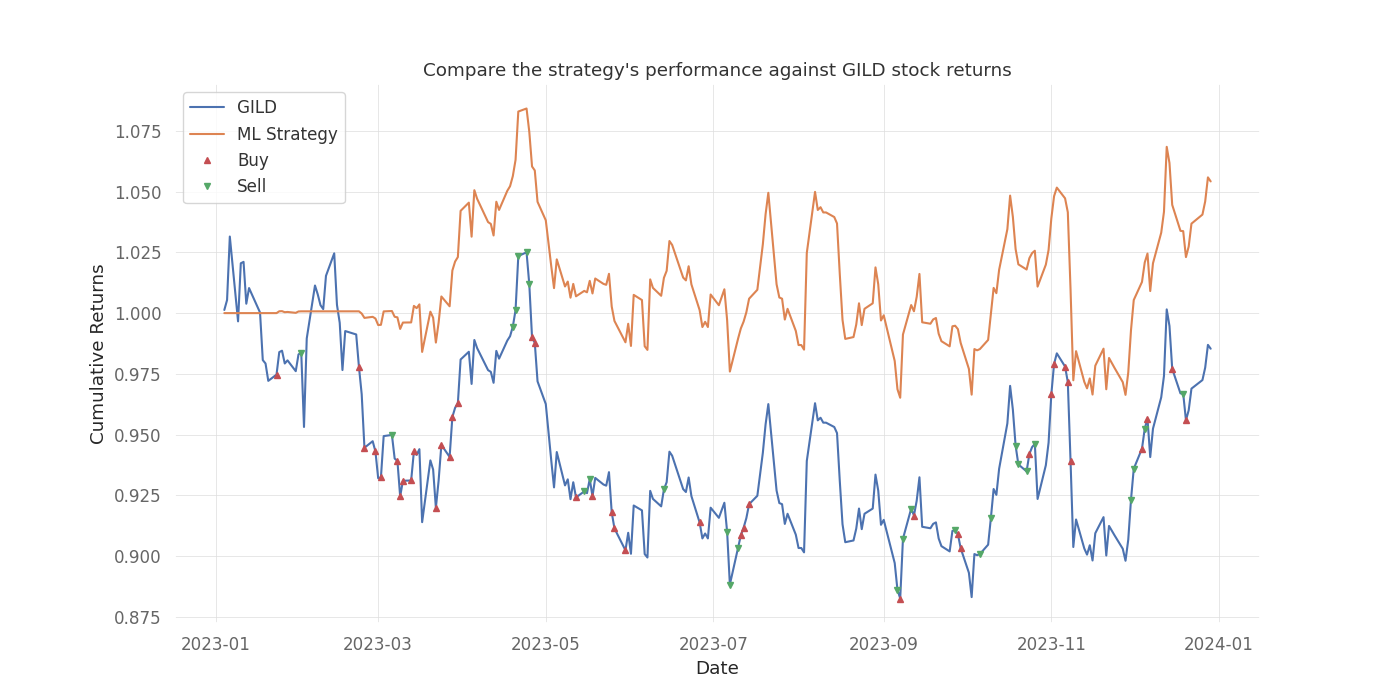 Compare the strategy's performance against GILD stock returns
GILD
ML Strategy
Buy
Sell
Cumulative Returns
1.075
1.050
1.025
1.000
0.975
0.950
0.925
0.900
0.875
2023-01
2023-03
2023-05
2023-07
2023-09
2023-11
2024-01
Date